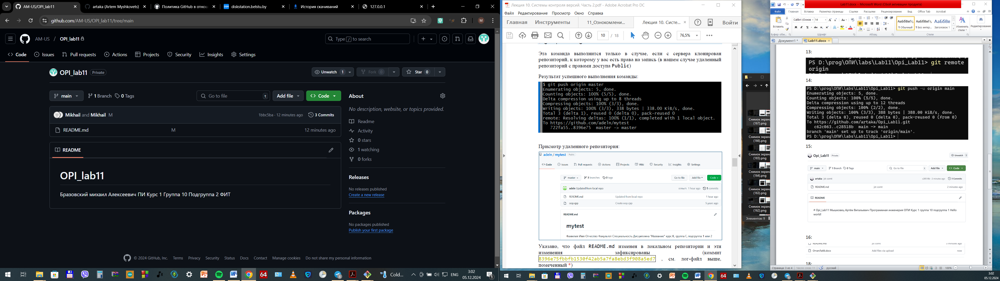 AM-US/OPI_lab11
artaka (Artem Myshkovets)
Политика GitHub в отнош
diskstation.belstu.by
История скачиваний
127.0.0.1
github.com/AM-US/OPI_lab11/tree/main
AM-US / OPI_lab11
Type / to search
Code
Issues
Pull requests
Actions
Projects
Security
Insights
Settings
OPI_lab11 Private
Unwatch 1
Fork 0
Star 0
main
1 Branch
0 Tags
Go to file t
Add file
Code
Mikhail and Mikhail M
1bbc5ba · 12 minutes ago
3 Commits
README.md
M
12 minutes ago
README
OPI_lab11
Бразовский михаил Алексеевич ПИ Курс 1 Группа 10 Подгруппа 2 ФИТ
About
No description, website, or topics provided.
Readme
Activity
0 stars
1 watching
0 forks
Releases
No releases published
Create a new release
Packages
No packages published
Publish your first package
© 2024 GitHub, Inc. Terms Privacy Security Status Docs Contact Manage cookies Do not share my personal information
Cold...
ENG
3:02
05.12.2024
Лекция 10. Системы контроля версий. Часть 2.pdf - Adobe Acrobat Pro DC
Файл Редактирование Просмотр Окно Справка
Главная Инструменты
11_Ознокомлени...
Лекция 10. Систе...
Войти
10 / 18
76,5%
Эта команда выполнится только в случае, если с сервера клонирован
репозиторий, к которому у вас есть права на запись (в нашем случае удаленный
репозиторий с правами доступа Public)
Результат успешного выполнения команды:
$ git push origin master
Enumerating objects: 5, done.
Counting objects: 100% (5/5), done.
Delta compression using up to 8 threads
Compressing objects: 100% (3/3), done.
Writing objects: 100% (3/3), 338 bytes | 338.00 KiB/s, done.
Total 3 (delta 1), reused 0 (delta 0), pack-reused 0
remote: Resolving deltas: 100% (1/1), completed with 1 local object.
To https://github.com/adeln/mytest
722fa55..8396e75 master -> master
Присмотр удаленного репозитория:
adeln / mytest Public
Code Issues Pull requests Actions Projects Wiki Security Insights Settings
master 3 branches 0 tags
Go to file Add file Code
adeln Updated from local repo 8396e75 1 hour ago 5 commits
README.md Updated from local repo 1 hour ago
oop.cpp Create oop.cpp 5 years ago
README.md
mytest
Фамилия Имя Отчество Факультет Специальность Дисциплина "Название" курс К, группа Г, подгруппа 1 или 2
Указано, что файл README.md изменен в локальном репозитории и эти
изменения зафиксированы (коммит
8396e75fbbfb1530f42ab5a7fa8ebd3f908a5ed7 , см. лог-файл выше,
помеченный *)
Снимок экрана (167).png
Снимок экрана (166).png
Снимок экрана (165).png
Снимок экрана (164).png
Снимок экрана (163).png
Снимок экрана (162).png
Элементов: 9
Lab11.docx - Microsoft Word (Сбой активации продукта)
Файл Главная Вставка Разметка страницы Ссылки Рассылки Рецензирование Вид Office Tab Acrobat
Calibri (Основ 14
Вставить
АаБбВвГг, АаБбВвГг, АаБбВв
1 Обычный 1 Без интер... Заголовок 1
Изменить стили
Редактирование
Буфер обм... Шрифт Абзац Стили
Документ1 *
Lab11.docx
13:
PS D:\prog\ОПИ\labs\Lab11\Opi_Lab11> git remote
origin
14:
PS D:\prog\ОПИ\labs\Lab11\Opi_Lab11> git push -u origin main
Enumerating objects: 5, done.
Counting objects: 100% (5/5), done.
Delta compression using up to 12 threads
Compressing objects: 100% (2/2), done.
Writing objects: 100% (3/3), 388 bytes | 388.00 KiB/s, done.
Total 3 (delta 0), reused 0 (delta 0), pack-reused 0 (from 0)
To https://github.com/artaka/Opi_Lab11.git
c62c063..c28518b main -> main
branch 'main' set up to track 'origin/main'.
PS D:\prog\ОПИ\labs\Lab11\Opi_Lab11>
15:
Opi_Lab11 Private
Unwatch 1
main 1 Branch 0 Tags
Go to file t Add file Code
artaka jst comt c28518b · 2 minutes ago 3 Commits
README.md jst comt 2 minutes ago
README
# Opi_Lab11 Мышковец Артём Витальевич Программная инженерия ОПИ Курс 1 группа 10 подгруппа 1 Hello
world!
16:
README.md jst comt 3 minutes ago
ОтчетЛаб6.docx Add files via upload now
18:
Страница: 3 из 4 Число слов: 11 русский 100%
3:02
05.12.2024